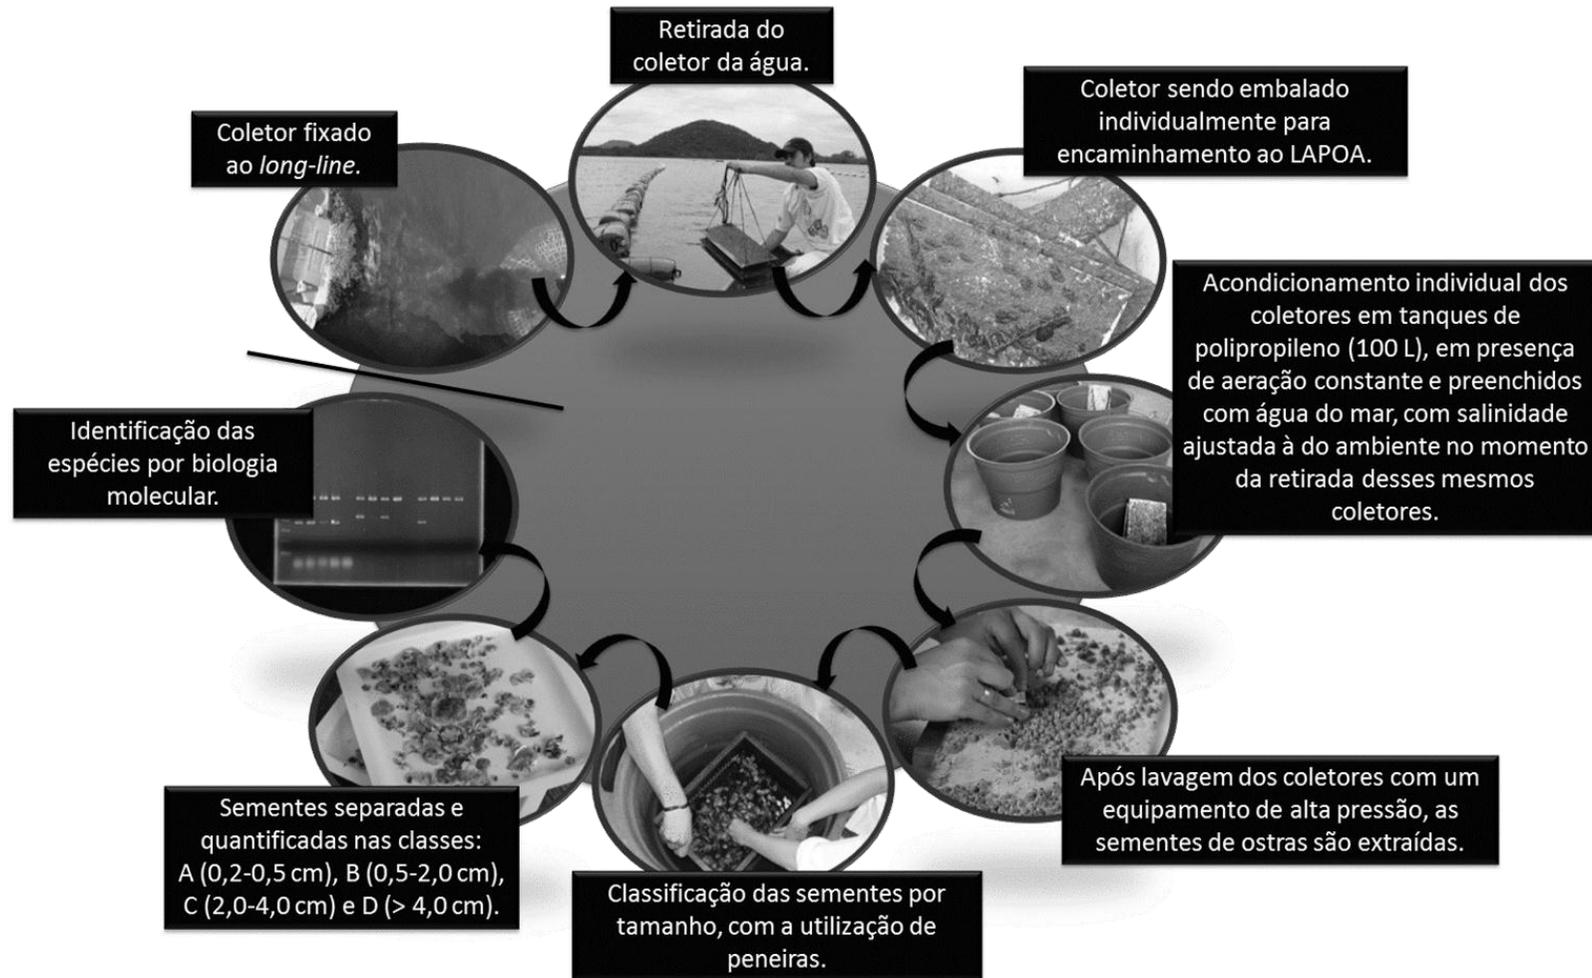 Retirada do
coletor da água.
Coletor sendo embalado
individualmente para
encaminhamento ao LAPOA.
Coletor fixado
ao long-line.
Acondicionamento individual dos
coletores em tanques de
polipropileno (100 L), em presença
de aeração constante e preenchidos
com água do mar, com salinidade
ajustada à do ambiente no momento
da retirada desses mesmos
coletores.
Identificação das
espécies por biologia
molecular.
Após lavagem dos coletores com um
equipamento de alta pressão, as
sementes de ostras são extraídas.
Sementes separadas e
quantificadas nas classes:
A (0,2-0,5 cm), B (0,5-2,0 cm),
C (2,0-4,0 cm) e D (> 4,0 cm).
Classificação das sementes por
tamanho, com a utilização de
peneiras.